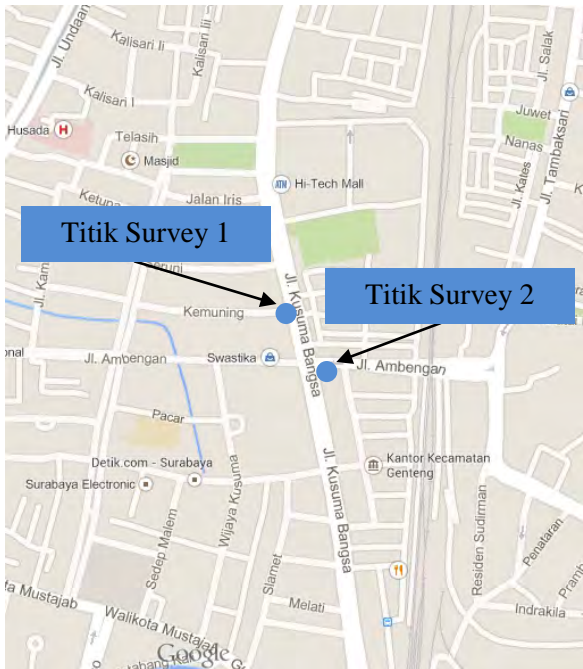 Jl. Undaan
Kalisari Ii
Kalisari Iii
Kalisari I
Husada
H
Telasih
Masjid
Jl. Salak
Juwet
Nanas
Jl. Tambaksari
Jl. Kates
ATM
Hi-Tech Mall
Jalan Iris
Titik Survey 1
Titik Survey 2
Jl. Kusuma Bangsa
Kemuning
Jl. Ambengan
Swastika
Jl. Ambengan
Pacar
Detik.com - Surabaya
Surabaya Electronic
Wijaya Kusuma
Jl. Kusuma Bangsa
Kantor Kecamatan
Genteng
Sedep Malem
Slamet
Melati
Residen Sudirman
Penataran
Indrakila
Walikota Mustajab
Google